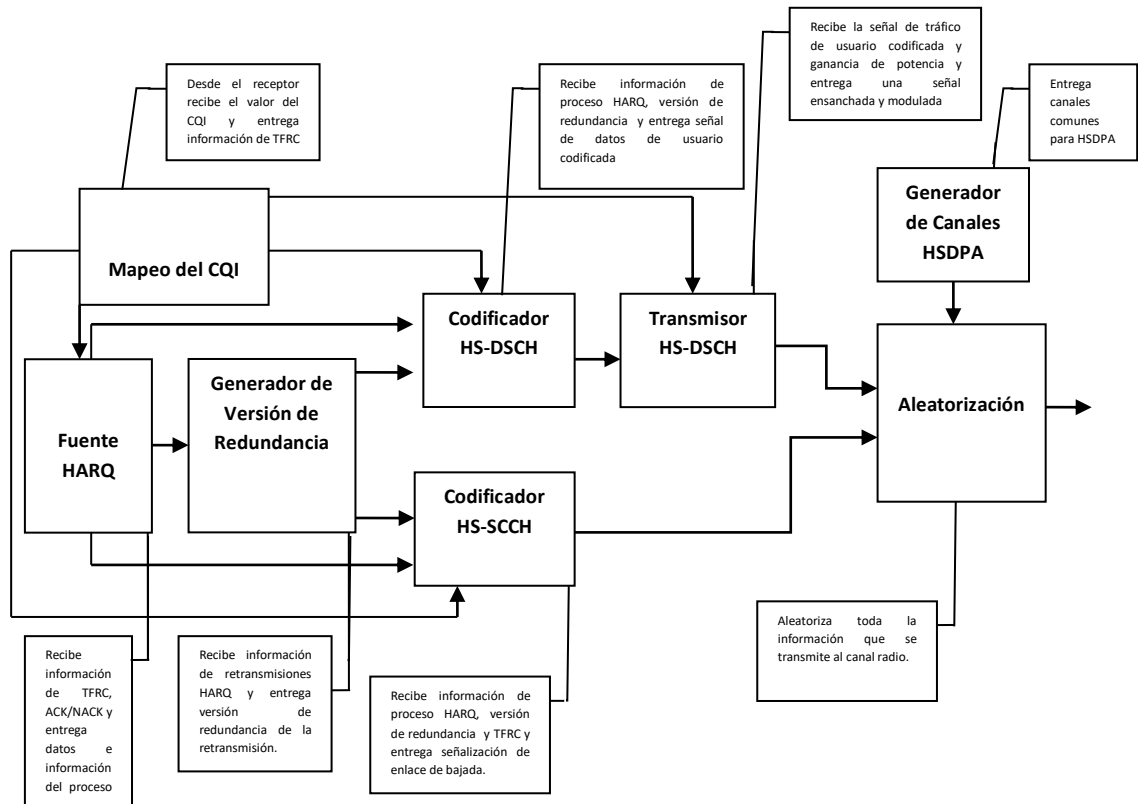 Recibe la señal de tráfico
de usuario codificada y
ganancia de potencia y
entrega una señal
ensanchada y modulada
Desde el receptor
recibe el valor del
CQI y entrega
información de TFRC
Recibe información de
proceso HARQ, versión de
redundancia y entrega señal
de datos de usuario
codificada
Entrega
canales
comunes
para HSDPA
Mapeo del CQI
Generador
de Canales
HSDPA
Codificador
HS-DSCH
Transmisor
HS-DSCH
Aleatorización
Fuente
HARQ
Generador de
Versión de
Redundancia
Codificador
HS-SCCH
Recibe
información
de TFRC,
ACK/NACK y
entrega
datos e
información
del proceso
Recibe información
de retransmisiones
HARQ y entrega
versión de
redundancia de la
retransmisión.
Recibe información de
proceso HARQ, versión
de redundancia y TFRC y
entrega señalización de
enlace de bajada.
Aleatoriza toda la
información que se
transmite al canal radio.